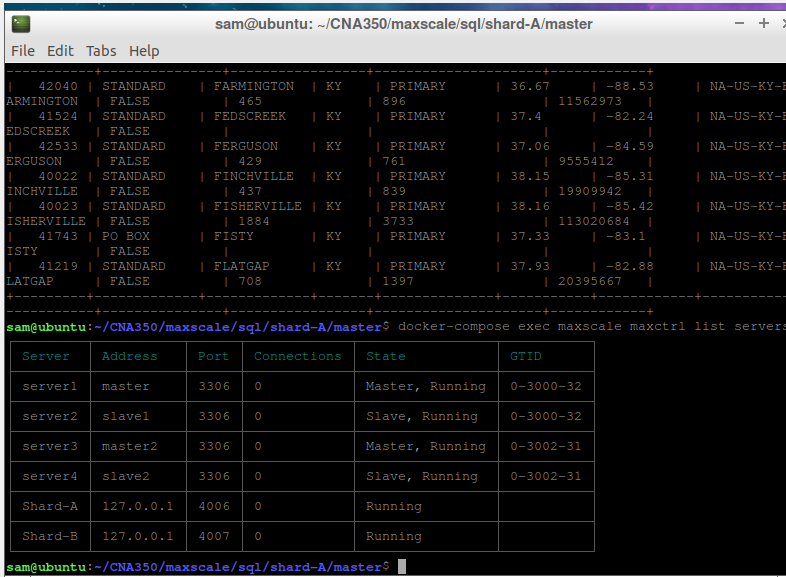 sam@ubuntu: ~/CNA350/maxscale/sql/shard-A/master
File Edit Tabs Help
-----------+---------------+-----------------+---------------------+------------+
|   42040 | STANDARD    | FARMINGTON  | KY    | PRIMARY      | 36.67     | -88.53     | NA-US-KY-F
ARMINGTON  | FALSE         | 465             | 896                 | 11562973   |
|   41524 | STANDARD    | FEDSCREEK   | KY    | PRIMARY      | 37.4      | -82.24     | NA-US-KY-F
EDSCREEK   | FALSE         |                 |                     |            |
|   42533 | STANDARD    | FERGUSON    | KY    | PRIMARY      | 37.06     | -84.59     | NA-US-KY-F
ERGUSON    | FALSE         | 429             | 761                 | 9555412    |
|   40022 | STANDARD    | FINCHVILLE  | KY    | PRIMARY      | 38.15     | -85.31     | NA-US-KY-F
INCHVILLE  | FALSE         | 437             | 839                 | 19909942   |
|   40023 | STANDARD    | FISHERVILLE | KY    | PRIMARY      | 38.16     | -85.42     | NA-US-KY-F
ISHERVILLE | FALSE         | 1884            | 3733                | 113020684  |
|   41743 | PO BOX      | FISTY       | KY    | PRIMARY      | 37.33     | -83.1      | NA-US-KY-F
ISTY       | FALSE         |                 |                     |            |
|   41219 | STANDARD    | FLATGAP     | KY    | PRIMARY      | 37.93     | -82.88     | NA-US-KY-F
LATGAP     | FALSE         | 708             | 1397                | 20395667   |
+---------+-------------+-------------+-------+--------------+-----------+------------+-----------
-----------+---------------+-----------------+---------------------+------------+
sam@ubuntu:~/CNA350/maxscale/sql/shard-A/master$ docker-compose exec maxscale maxctrl list servers
Server Address Port Connections State GTID
server1 master 3306 0 Master, Running 0-3000-32
server2 slave1 3306 0 Slave, Running 0-3000-32
server3 master2 3306 0 Master, Running 0-3002-31
server4 slave2 3306 0 Slave, Running 0-3002-31
Shard-A 127.0.0.1 4006 0 Running
Shard-B 127.0.0.1 4007 0 Running
sam@ubuntu:~/CNA350/maxscale/sql/shard-A/master$